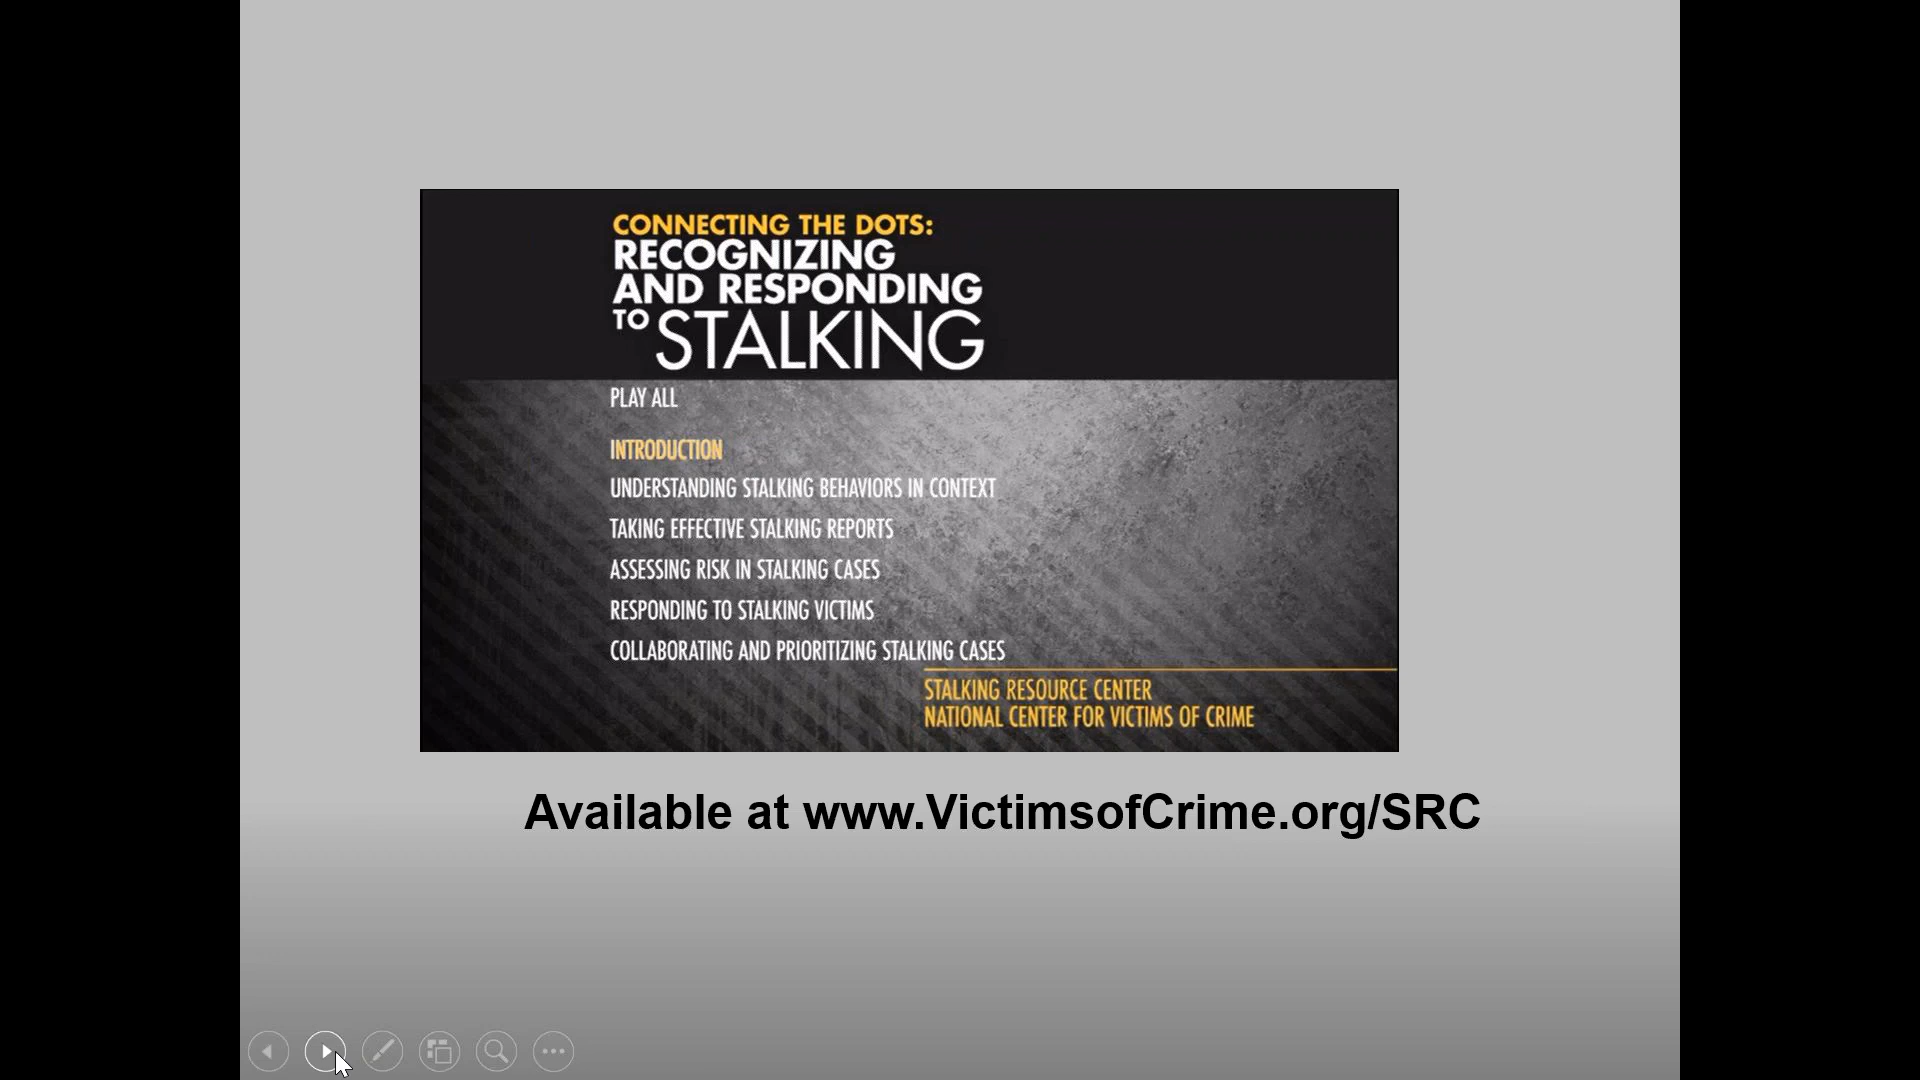 CONNECTING THE DOTS:
RECOGNIZING
AND RESPONDING
TO STALKING
PLAY ALL
INTRODUCTION
UNDERSTANDING STALKING BEHAVIORS IN CONTEXT
TAKING EFFECTIVE STALKING REPORTS
ASSESSING RISK IN STALKING CASES
RESPONDING TO STALKING VICTIMS
COLLABORATING AND PRIORITIZING STALKING CASES
STALKING RESOURCE CENTER
NATIONAL CENTER FOR VICTIMS OF CRIME
Available at www.VictimsofCrime.org/SRC